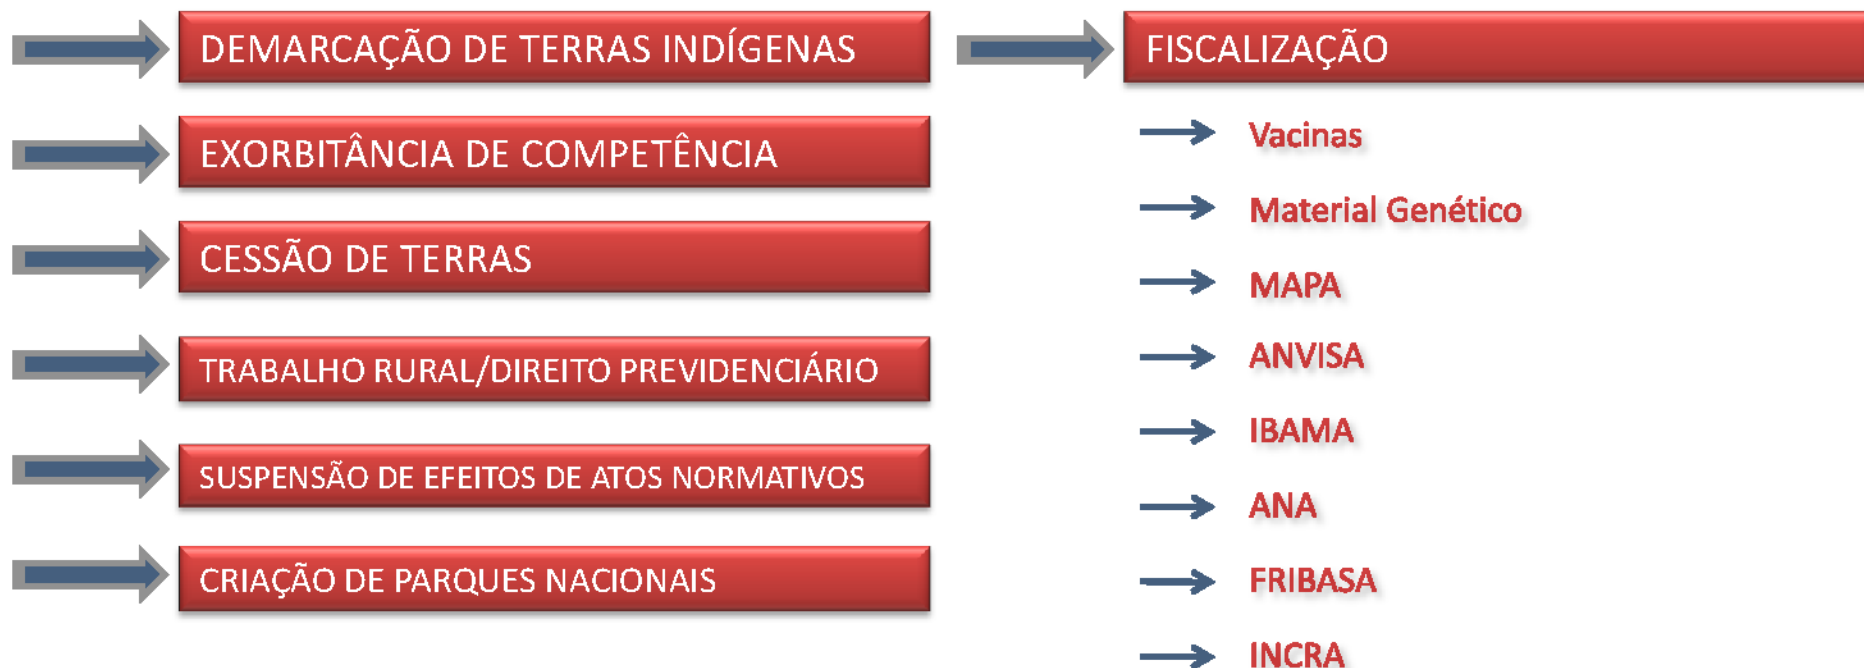 DEMARCAÇÃO DE TERRAS INDÍGENAS
EXORBITÂNCIA DE COMPETÊNCIA
CESSÃO DE TERRAS
TRABALHO RURAL/DIREITO PREVIDENCIÁRIO
SUSPENSÃO DE EFEITOS DE ATOS NORMATIVOS
CRIAÇÃO DE PARQUES NACIONAIS
FISCALIZAÇÃO
Vacinas
Material Genético
MAPA
ANVISA
IBAMA
ANA
FRIBASA
INCRA